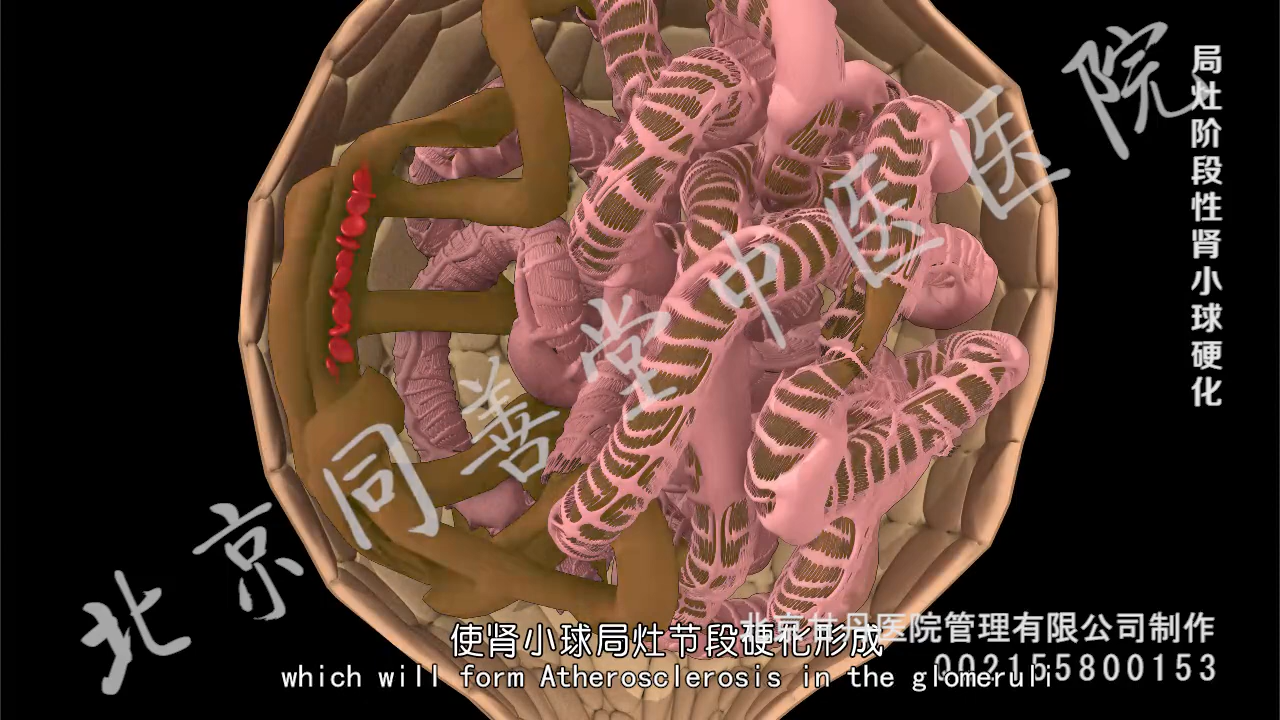 局灶阶段性肾小球硬化
北京同善堂中医医院
北京甘丹医院管理有限公司制作
使肾小球局灶节段硬化形成
002155800153
which will form Atherosclerosis in the glomeruli